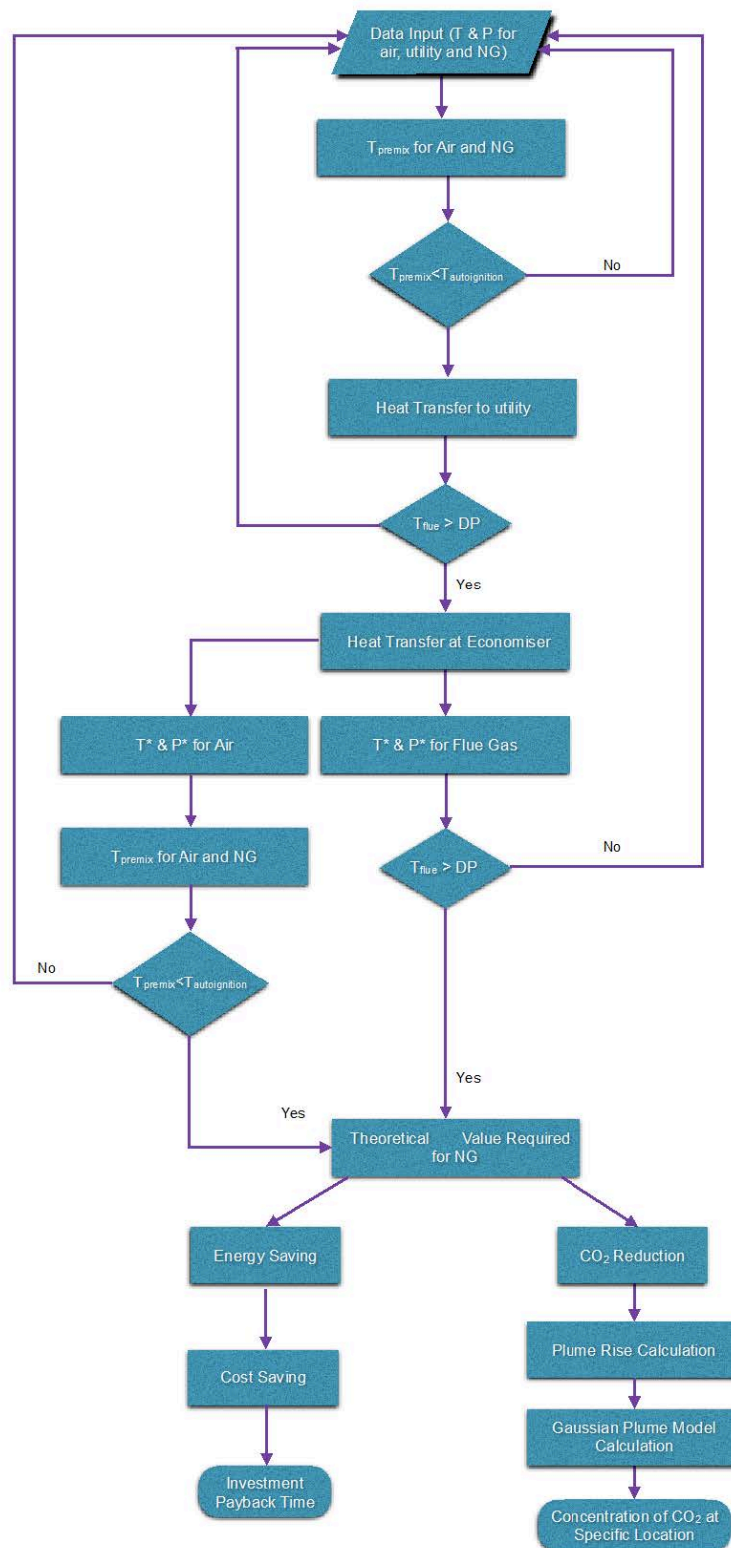 Data Input (T & P for
air, utility and NG)
Tpremix for Air and NG
Tpremix<Tautoignition
No
Heat Transfer to utility
Tflue > DP
Yes
Heat Transfer at Economiser
T* & P* for Air
T* & P* for Flue Gas
Tpremix for Air and NG
Tflue > DP
No
No
Tpremix<Tautoignition
Yes
Yes
Theoretical Value Required
for NG
Energy Saving
CO₂ Reduction
Cost Saving
Plume Rise Calculation
Gaussian Plume Model
Calculation
Investment
Payback Time
Concentration of CO₂ at
Specific Location